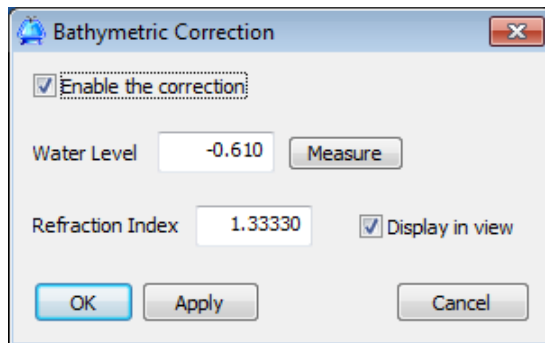 Bathymetric Correction
Enable the correction
Water Level -0.610 Measure
Refraction Index 1.33330 Display in view
OK Apply Cancel